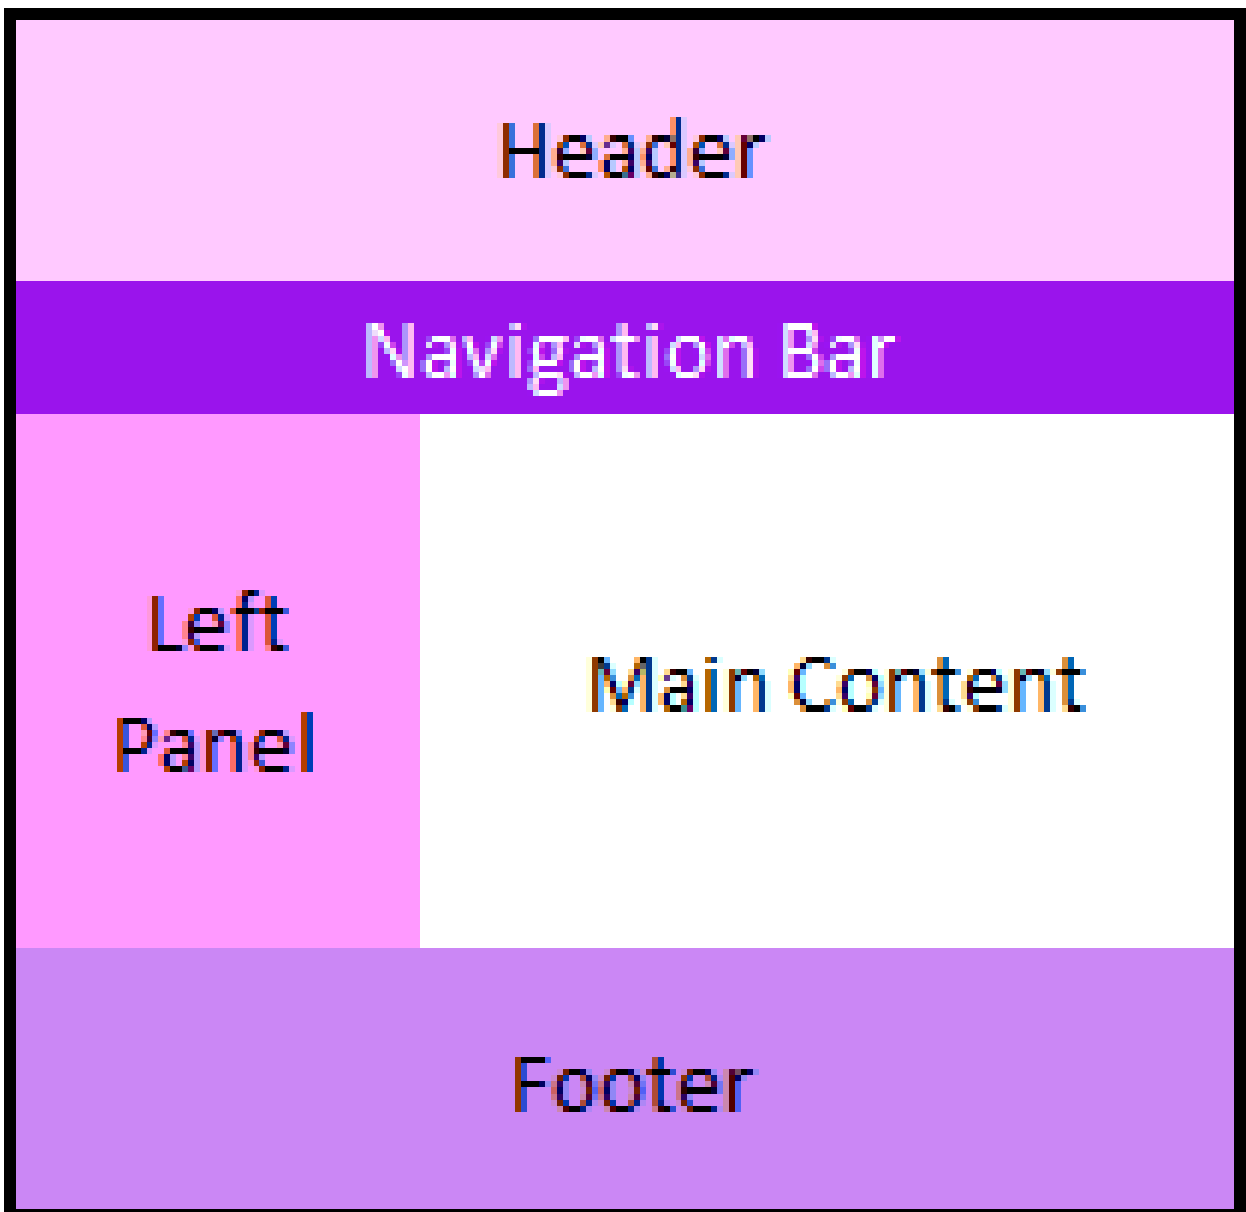 Header
Navigation Bar
Left
Panel
Main Content
Footer